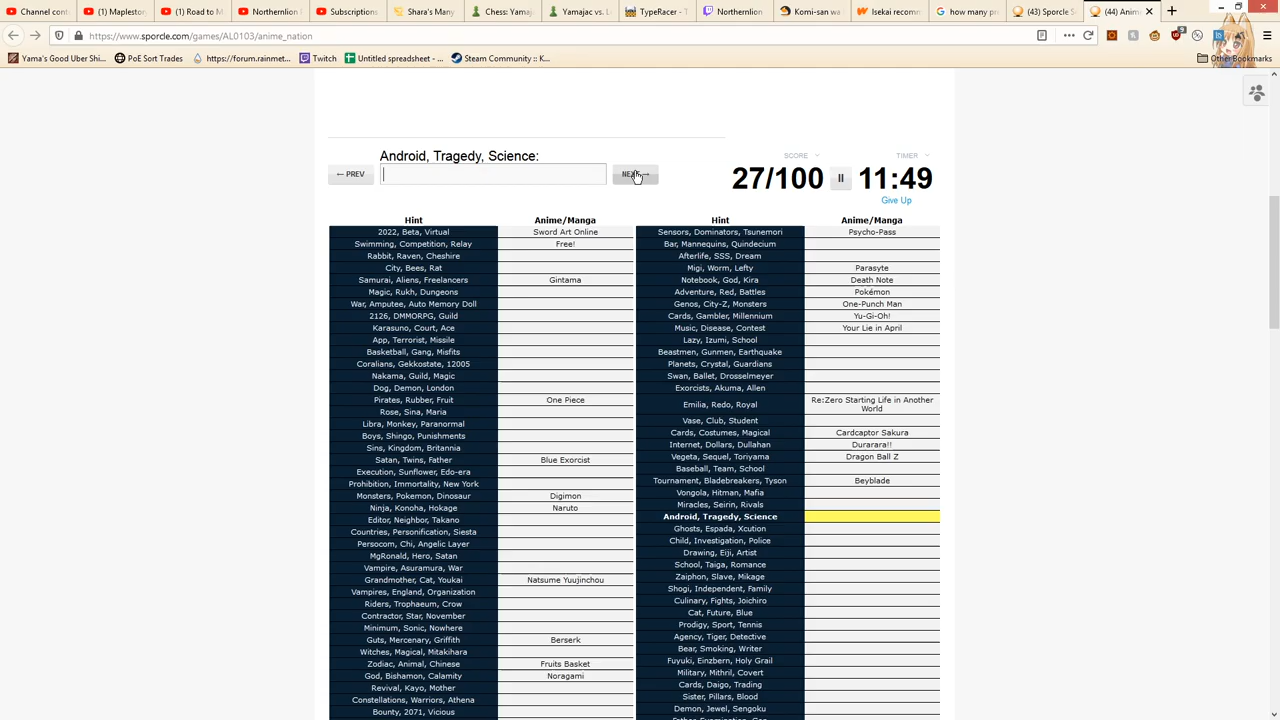 Channel conte
(1) Maplestor
(1) Road to M
Northernlion
Subscriptions
Shara's Many
Chess: Yamaj
Yamajac vs. L
TypeRacer - T
Northernlion
Komi-san wa
Isekai recomm
how many pr
(43) Sporcle S
(44) Anime
https://www.sporcle.com/games/AL0103/anime_nation
Yama's Good Uber Shi...
PoE Sort Trades
https://forum.rainmet...
Twitch
Untitled spreadsheet - ...
Steam Community :: K...
Other Bookmarks
Android, Tragedy, Science:
← PREV
NEXT →
SCORE
27/100
TIMER
11:49
Give Up
Hint Anime/Manga Hint Anime/Manga
2022, Beta, Virtual Sword Art Online Sensors, Dominators, Tsunemori Psycho-Pass
Swimming, Competition, Relay Free! Bar, Mannequins, Quindecium
Rabbit, Raven, Cheshire Afterlife, SSS, Dream
City, Bees, Rat Migi, Worm, Lefty Parasyte
Samurai, Aliens, Freelancers Gintama Notebook, God, Kira Death Note
Magic, Rukh, Dungeons Adventure, Red, Battles Pokémon
War, Amputee, Auto Memory Doll Genos, City-Z, Monsters One-Punch Man
2126, DMMORPG, Guild Cards, Gambler, Millennium Yu-Gi-Oh!
Karasuno, Court, Ace Music, Disease, Contest Your Lie in April
App, Terrorist, Missile Lazy, Izumi, School
Basketball, Gang, Misfits Beastmen, Gunmen, Earthquake
Coralians, Gekkostate, 12005 Planets, Crystal, Guardians
Nakama, Guild, Magic Swan, Ballet, Drosselmeyer
Dog, Demon, London Exorcists, Akuma, Allen
Pirates, Rubber, Fruit One Piece Emilia, Redo, Royal Re:Zero Starting Life in Another World
Rose, Sina, Maria Vase, Club, Student
Libra, Monkey, Paranormal Cards, Costumes, Magical Cardcaptor Sakura
Boys, Shingo, Punishments Internet, Dollars, Dullahan Durarara!!
Sins, Kingdom, Britannia Vegeta, Sequel, Toriyama Dragon Ball Z
Satan, Twins, Father Blue Exorcist Baseball, Team, School
Execution, Sunflower, Edo-era Tournament, Bladebreakers, Tyson Beyblade
Prohibition, Immortality, New York Vongola, Hitman, Mafia
Monsters, Pokemon, Dinosaur Digimon Miracles, Seirin, Rivals
Ninja, Konoha, Hokage Naruto Android, Tragedy, Science
Editor, Neighbor, Takano Ghosts, Espada, Xcution
Countries, Personification, Siesta Child, Investigation, Police
Persocom, Chi, Angelic Layer Drawing, Eiji, Artist
MgRonald, Hero, Satan School, Taiga, Romance
Vampire, Asuramura, War Zaiphon, Slave, Mikage
Grandmother, Cat, Youkai Natsume Yuujinchou Shogi, Independent, Family
Vampires, England, Organization Culinary, Fights, Joichiro
Riders, Trophaeum, Crow Cat, Future, Blue
Contractor, Star, November Prodigy, Sport, Tennis
Minimum, Sonic, Nowhere Agency, Tiger, Detective
Guts, Mercenary, Griffith Berserk Bear, Smoking, Writer
Witches, Magical, Mitakihara Fuyuki, Einzbern, Holy Grail
Zodiac, Animal, Chinese Fruits Basket Military, Mithril, Covert
God, Bishamon, Calamity Noragami Cards, Daigo, Trading
Revival, Kayo, Mother Sister, Pillars, Blood
Constellations, Warriors, Athena Demon, Jewel, Sengoku
Bounty, 2071, Vicious